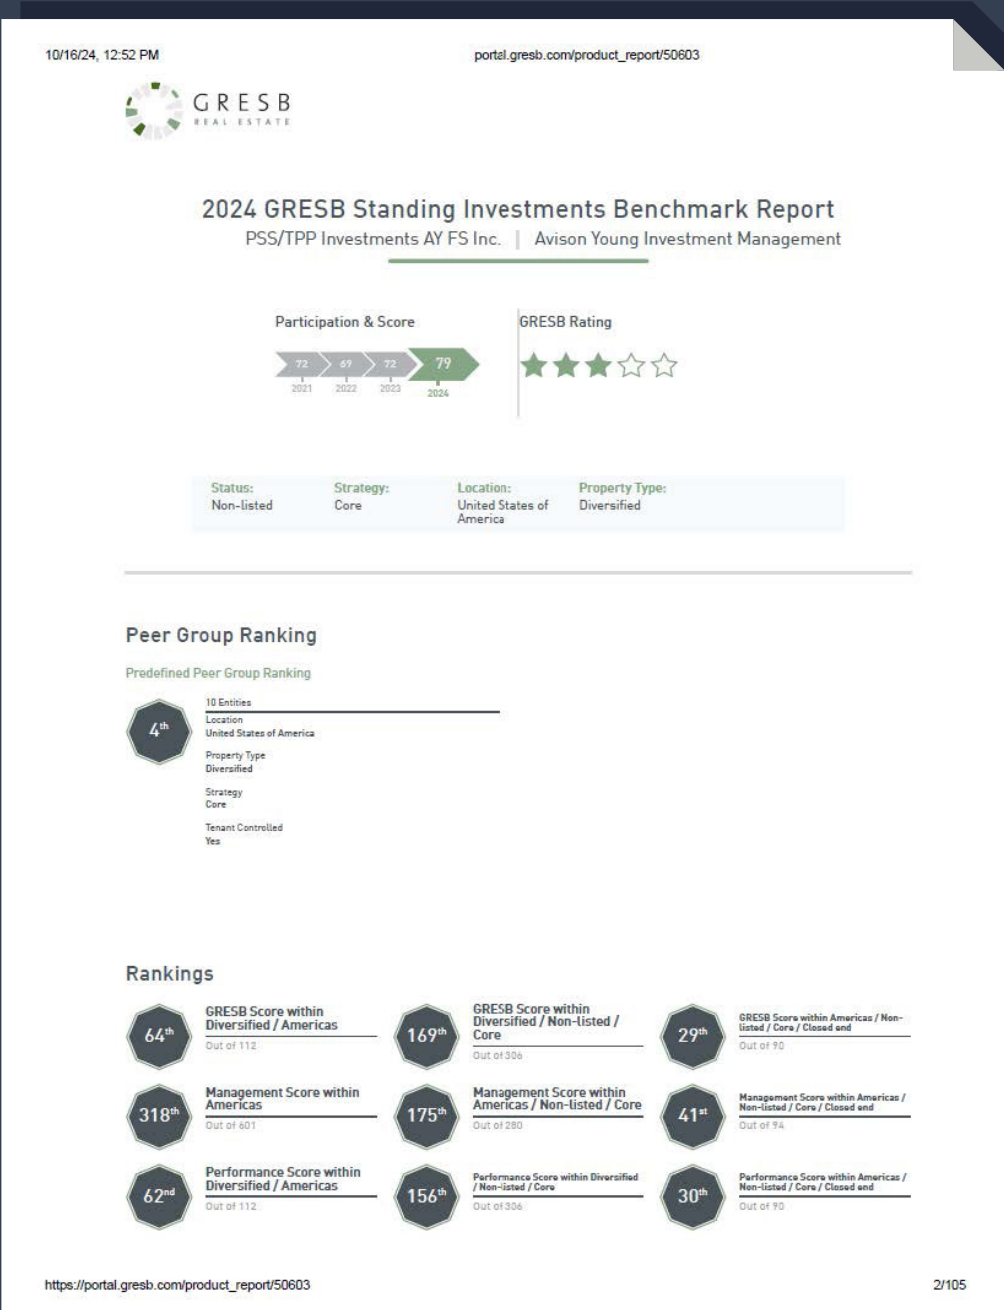 10/16/24, 12:52 PM
portal.gresb.com/product_report/50603
GRESB
REAL ESTATE
2024 GRESB Standing Investments Benchmark Report
PSS/TPP Investments AY FS Inc. | Avison Young Investment Management
Participation & Score
GRESB Rating
72
69
72
79
2021
2022
2023
2024
Status:
Non-listed
Strategy:
Core
Location:
United States of
America
Property Type:
Diversified
Peer Group Ranking
Predefined Peer Group Ranking
4th
10 Entities
Location
United States of America
Property Type
Diversified
Strategy
Core
Tenant Controlled
Yes
Rankings
64th
GRESB Score within
Diversified / Americas
Out of 112
169th
GRESB Score within
Diversified / Non-listed /
Core
Out of 306
29th
GRESB Score within Americas / Non-
listed / Core / Closed end
Out of 90
318th
Management Score within
Americas
Out of 601
175th
Management Score within
Americas / Non-listed / Core
Out of 280
41st
Management Score within Americas /
Non-listed / Core / Closed end
Out of 94
62nd
Performance Score within
Diversified / Americas
Out of 112
156th
Performance Score within Diversified
/ Non-listed / Core
Out of 306
30th
Performance Score within Americas /
Non-listed / Core / Closed end
Out of 90
https://portal.gresb.com/product_report/50603
2/105